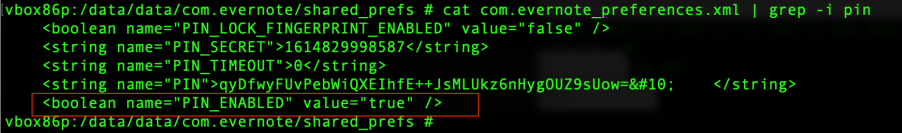 vbox86p:/data/data/com.evernote/shared_prefs # cat com.evernote_preferences.xml | grep -i pin
<boolean name="PIN_LOCK_FINGERPRINT_ENABLED" value="false" />
<string name="PIN_SECRET">1614829998587</string>
<string name="PIN_TIMEOUT">0</string>
<string name="PIN">qyDfwyFUvPebWiQXEIhfE++JsMLUkz6nHygOUZ9sUow=&#10;    </string>
<boolean name="PIN_ENABLED" value="true" />
vbox86p:/data/data/com.evernote/shared_prefs #